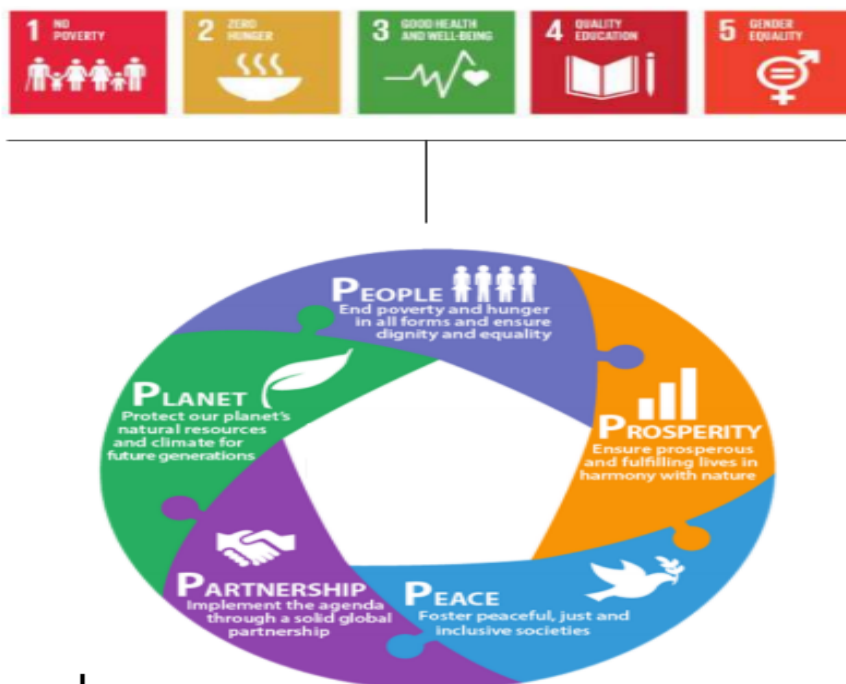 1 NO
POVERTY
2 ZERO
HUNGER
3 GOOD HEALTH
AND WELL-BEING
4 QUALITY
EDUCATION
5 GENDER
EQUALITY
PEOPLE
End poverty and hunger
in all forms and ensure
dignity and equality
PLANET
Protect our planet's
natural resources
and climate for
future generations
PROSPERITY
Ensure prosperous
and fulfilling lives in
harmony with nature
PARTNERSHIP
Implement the agenda
through a solid global
partnership
PEACE
Foster peaceful, just and
inclusive societies